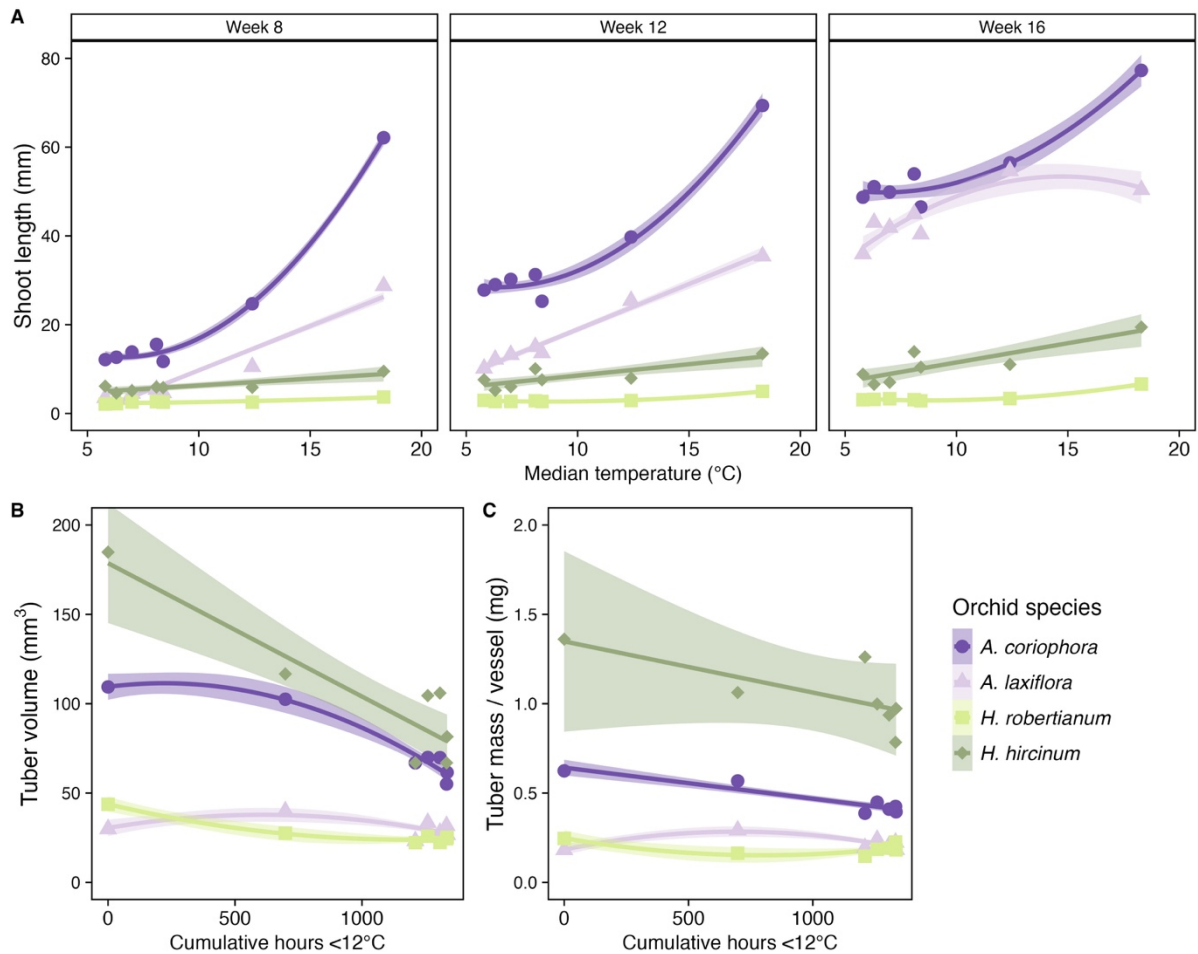 A
Week 8
Week 12
Week 16
80
60
40
20
0
Shoot length (mm)
5 10 15 20
5 10 15 20
5 10 15 20
Median temperature (°C)
B
200
150
100
50
0
Tuber volume (mm³)
0 500 1000
Cumulative hours <12°C
C
2.0
1.5
1.0
0.5
0.0
Tuber mass / vessel (mg)
0 500 1000
Cumulative hours <12°C
Orchid species
A. coriophora
A. laxiflora
H. robertianum
H. hircinum